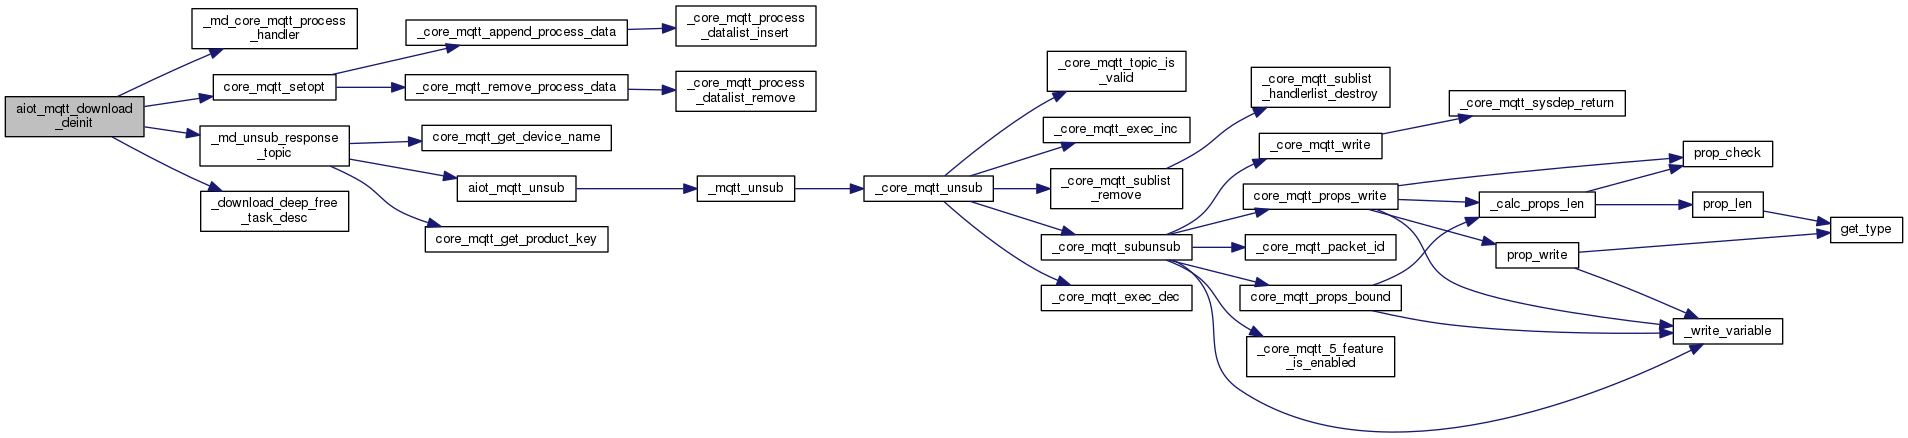 aiot_mqtt_download
_deinit
_md_core_mqtt_process
_handler
core_mqtt_setopt
_md_unsub_response
_topic
_download_deep_free
_task_desc
_core_mqtt_append_process_data
_core_mqtt_remove_process_data
core_mqtt_get_device_name
aiot_mqtt_unsub
core_mqtt_get_product_key
_core_mqtt_process
_datalist_insert
_core_mqtt_process
_datalist_remove
_mqtt_unsub
_core_mqtt_unsub
_core_mqtt_topic_is
_valid
_core_mqtt_exec_inc
_core_mqtt_sublist
_remove
_core_mqtt_subunsub
_core_mqtt_exec_dec
_core_mqtt_sublist
_handlerlist_destroy
_core_mqtt_write
core_mqtt_props_write
_core_mqtt_packet_id
core_mqtt_props_bound
_core_mqtt_5_feature
_is_enabled
_core_mqtt_sysdep_return
_calc_props_len
prop_write
prop_check
prop_len
_write_variable
get_type